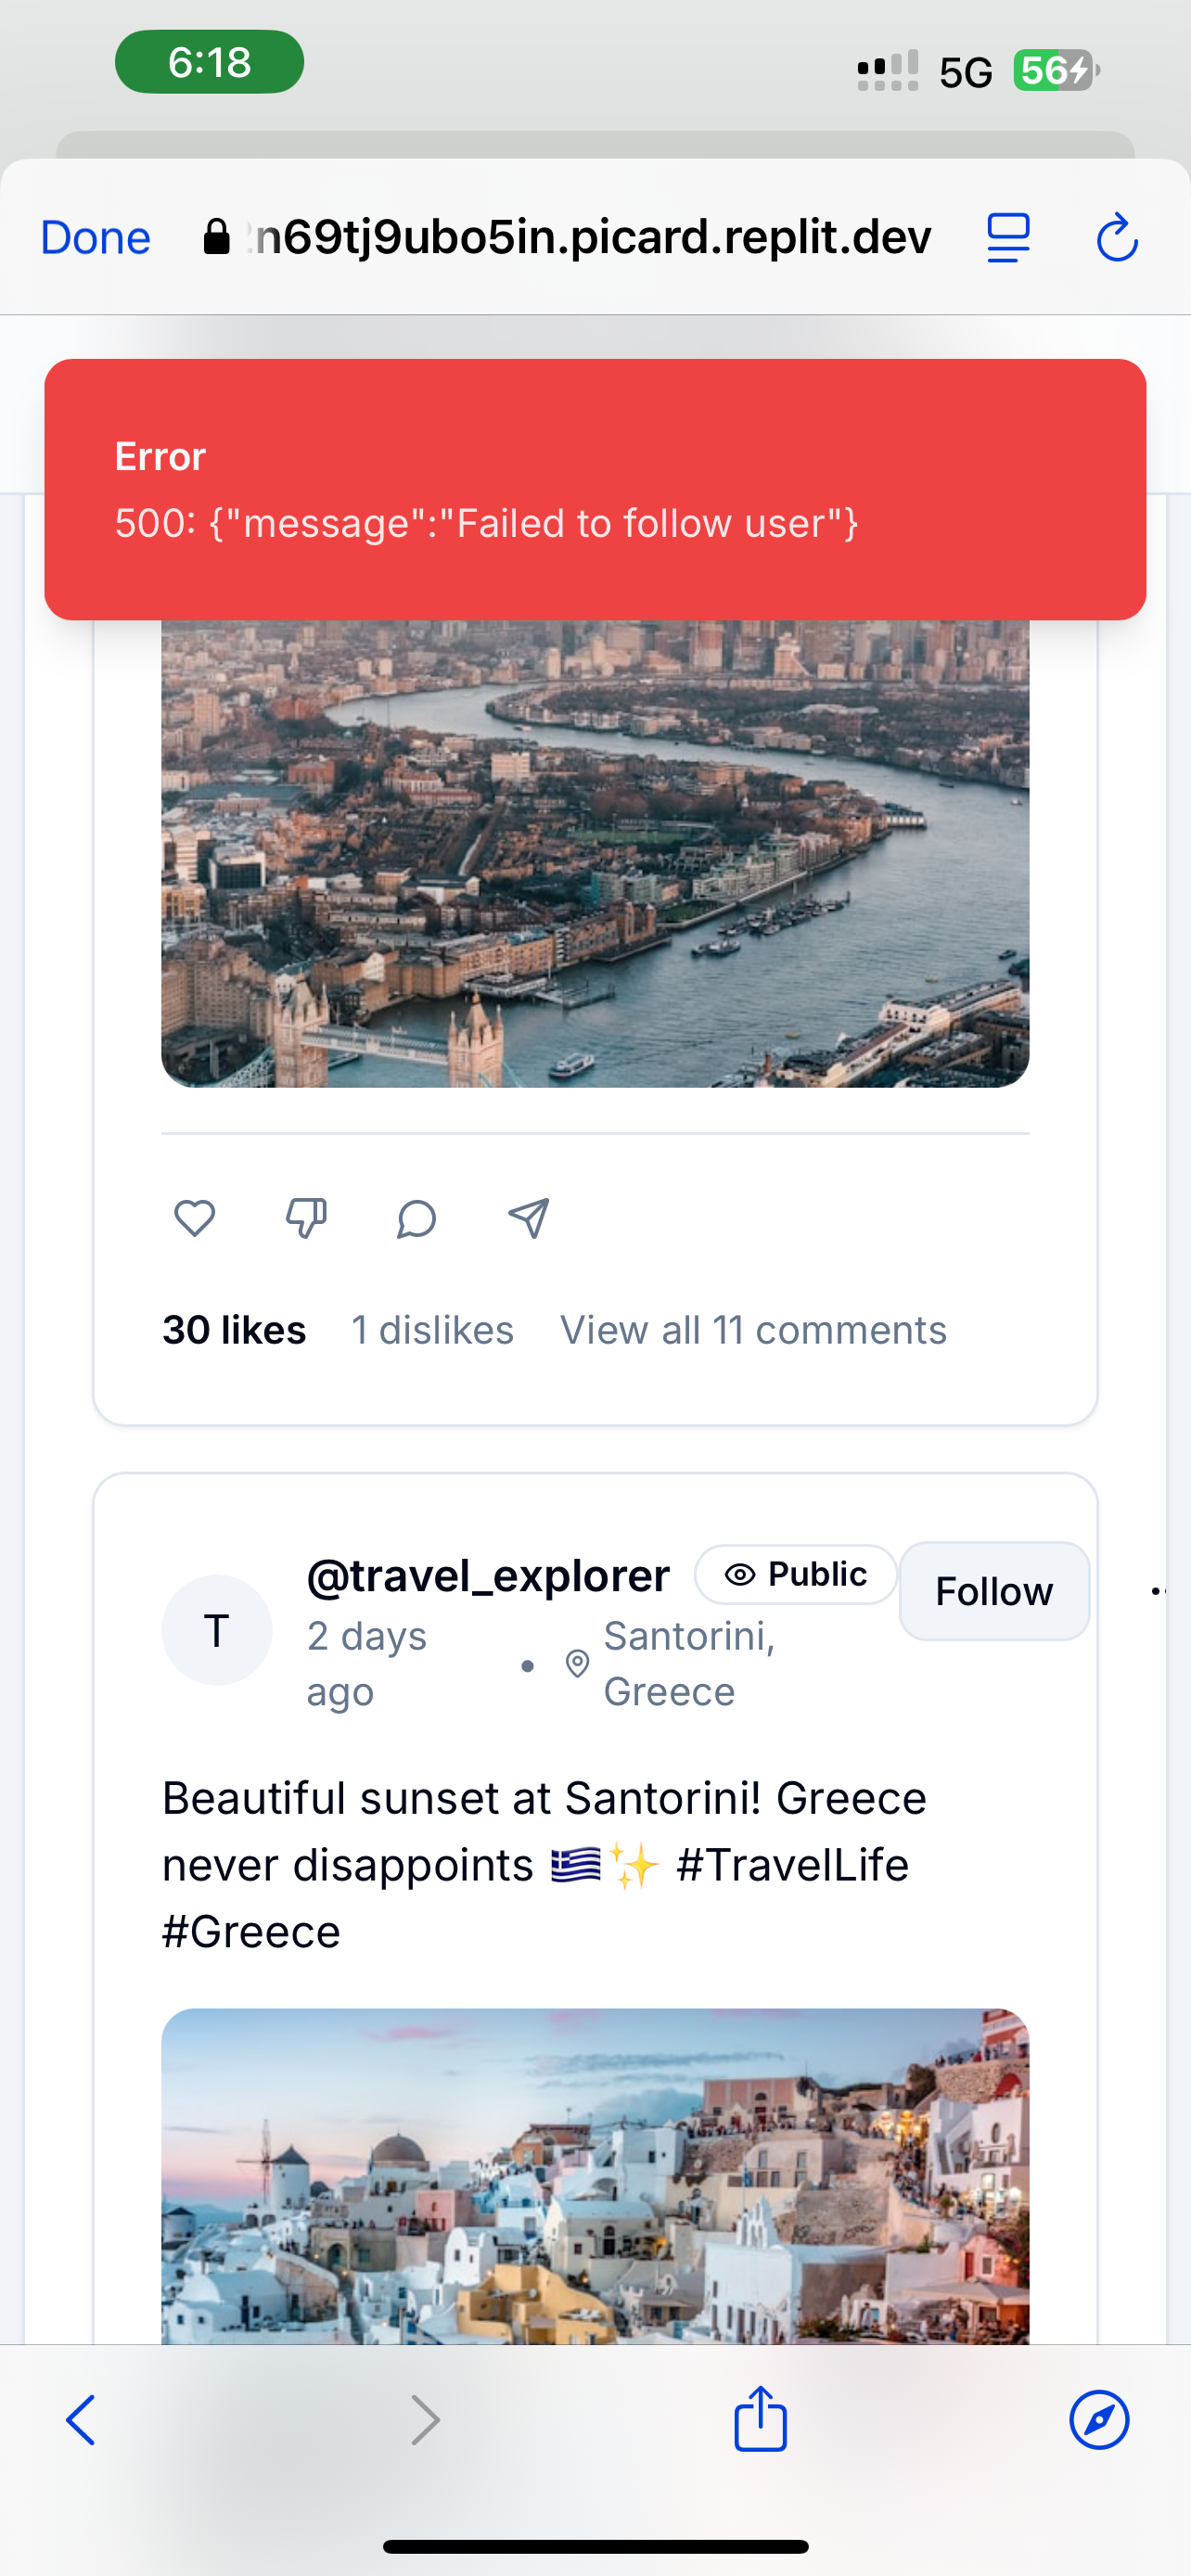 6:18
5G
56
Done
n69tj9ubo5in.picard.replit.dev
Error
500: {"message":"Failed to follow user"}
30 likes 1 dislikes View all 11 comments
T
@travel_explorer Public Follow
2 days ago • Santorini, Greece
Beautiful sunset at Santorini! Greece
never disappoints 🇬🇷✨ #TravelLife
#Greece